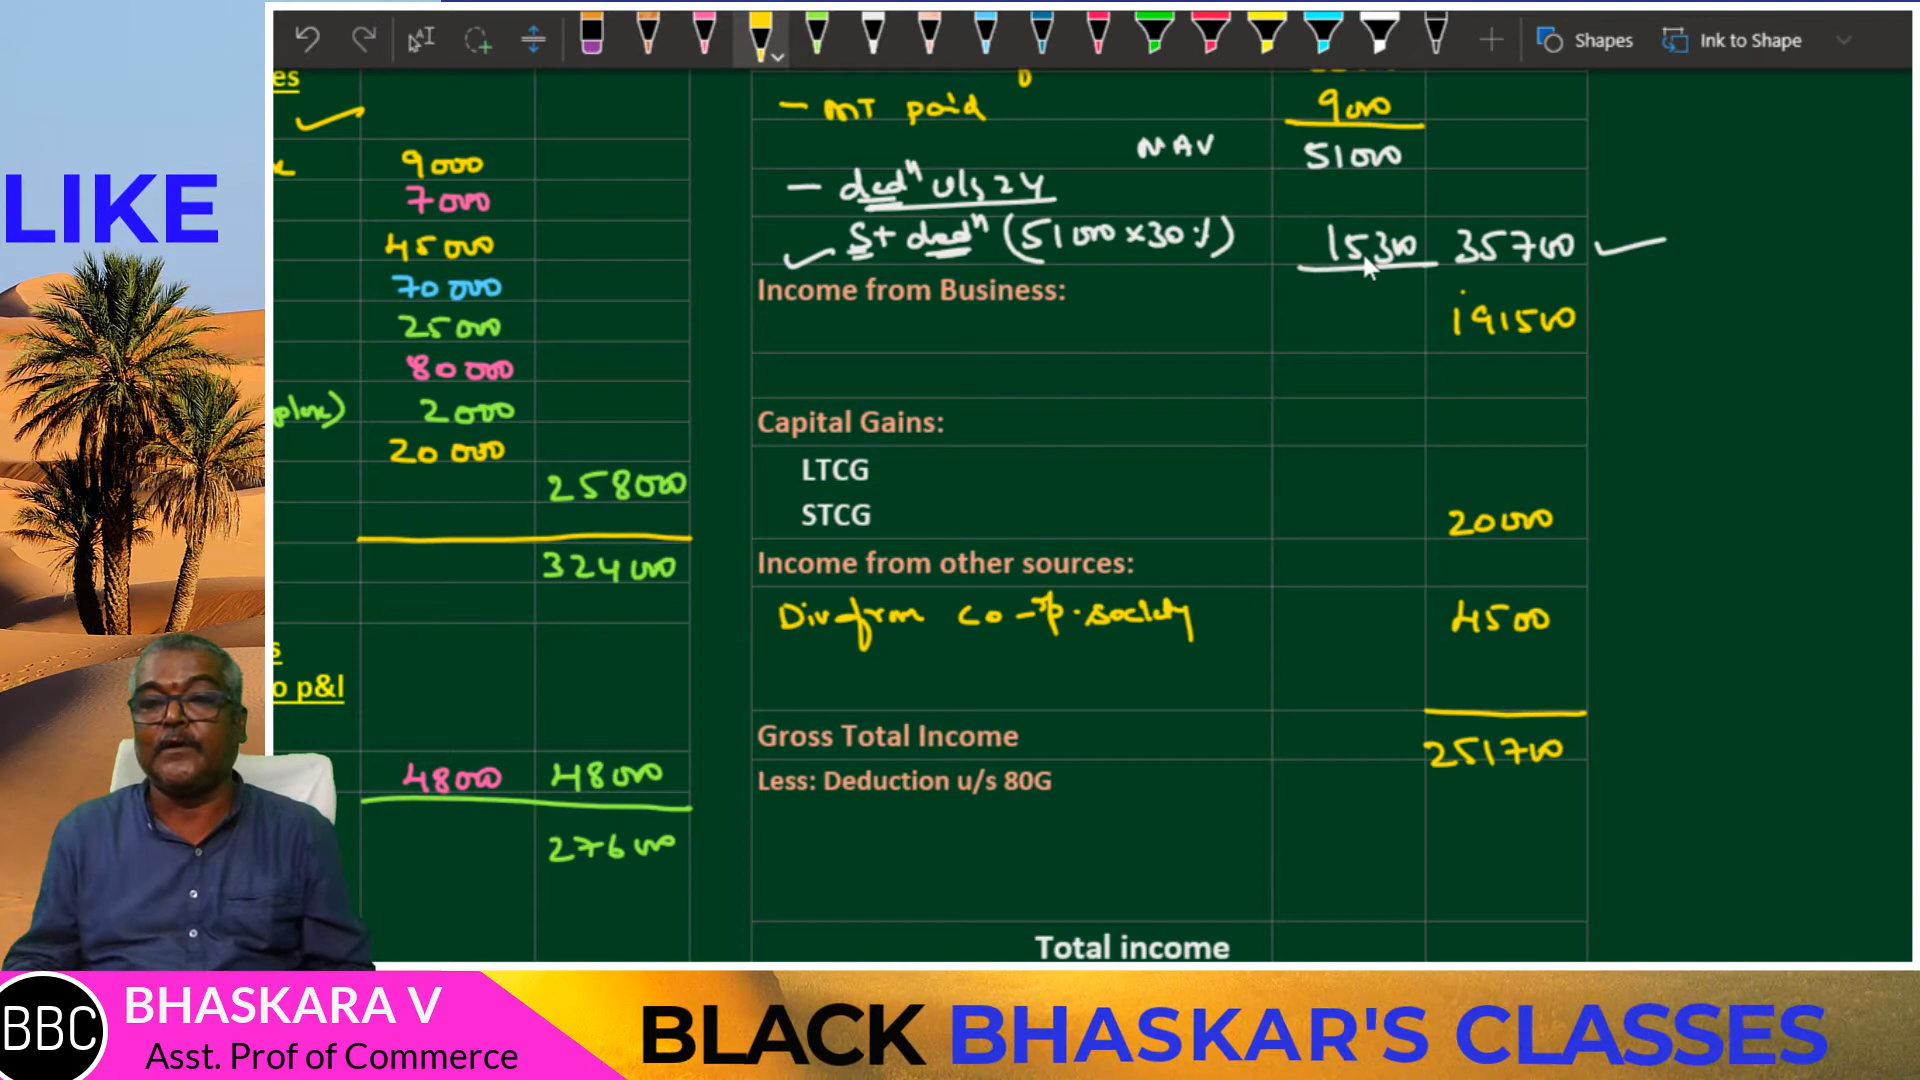 Shapes
Ink to Shape
LIKE
es
9000
7000
45000
70000
25000
80000
2000
20000
258000
324000
o p&l
48000 48000
276000
- MT paid 9000
NAV 51000
- dedn u/s 24
St dedn (51000 x 30%) 15300 35700
Income from Business:
191500
Capital Gains:
LTCG
STCG 20000
Income from other sources:
Div from co-op. society 4500
Gross Total Income 251700
Less: Deduction u/s 80G
Total income
BBC
BHASKARA V
Asst. Prof of Commerce
BLACK BHASKAR'S CLASSES